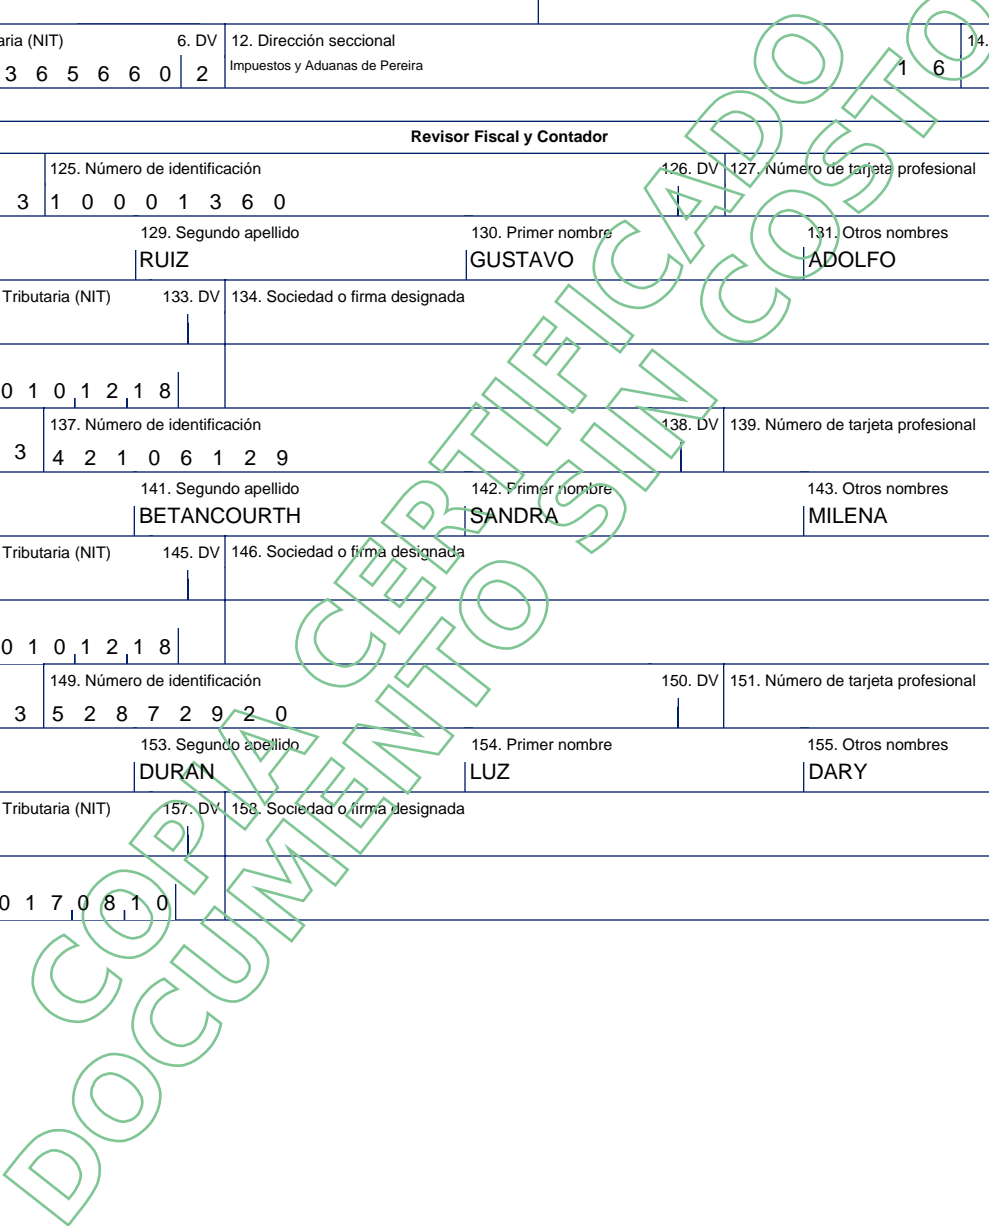 aria (NIT) 6. DV 12. Dirección seccional 14.
3 6 5 6 6 0 2 Impuestos y Aduanas de Pereira 1 6
Revisor Fiscal y Contador
125. Número de identificación 126. DV 127. Número de tarjeta profesional
3 1 0 0 0 1 3 6 0
129. Segundo apellido 130. Primer nombre 131. Otros nombres
RUIZ GUSTAVO ADOLFO
Tributaria (NIT) 133. DV 134. Sociedad o firma designada
0 1 0 1 2 1 8
137. Número de identificación 138. DV 139. Número de tarjeta profesional
3 4 2 1 0 6 1 2 9
141. Segundo apellido 142. Primer nombre 143. Otros nombres
BETANCOURTH SANDRA MILENA
Tributaria (NIT) 145. DV 146. Sociedad o firma designada
0 1 0 1 2 1 8
149. Número de identificación 150. DV 151. Número de tarjeta profesional
3 5 2 8 7 2 9 2 0
153. Segundo apellido 154. Primer nombre 155. Otros nombres
DURAN LUZ DARY
Tributaria (NIT) 157. DV 158. Sociedad o firma designada
0 1 7 0 8 1 0
COPIA CERTIFICADO
DOCUMENTO SIN COSTO